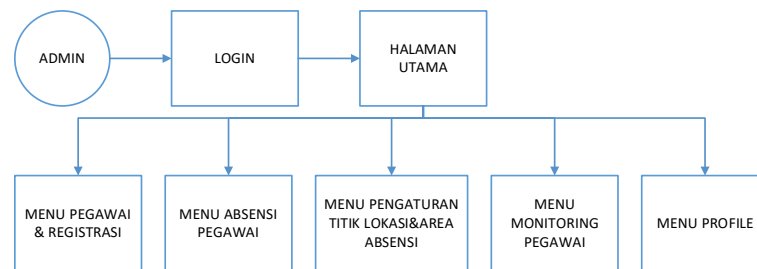 ADMIN
LOGIN
HALAMAN
UTAMA
MENU PEGAWAI
& REGISTRASI
MENU ABSENSI
PEGAWAI
MENU PENGATURAN
TITIK LOKASI&AREA
ABSENSI
MENU
MONITORING
PEGAWAI
MENU PROFILE